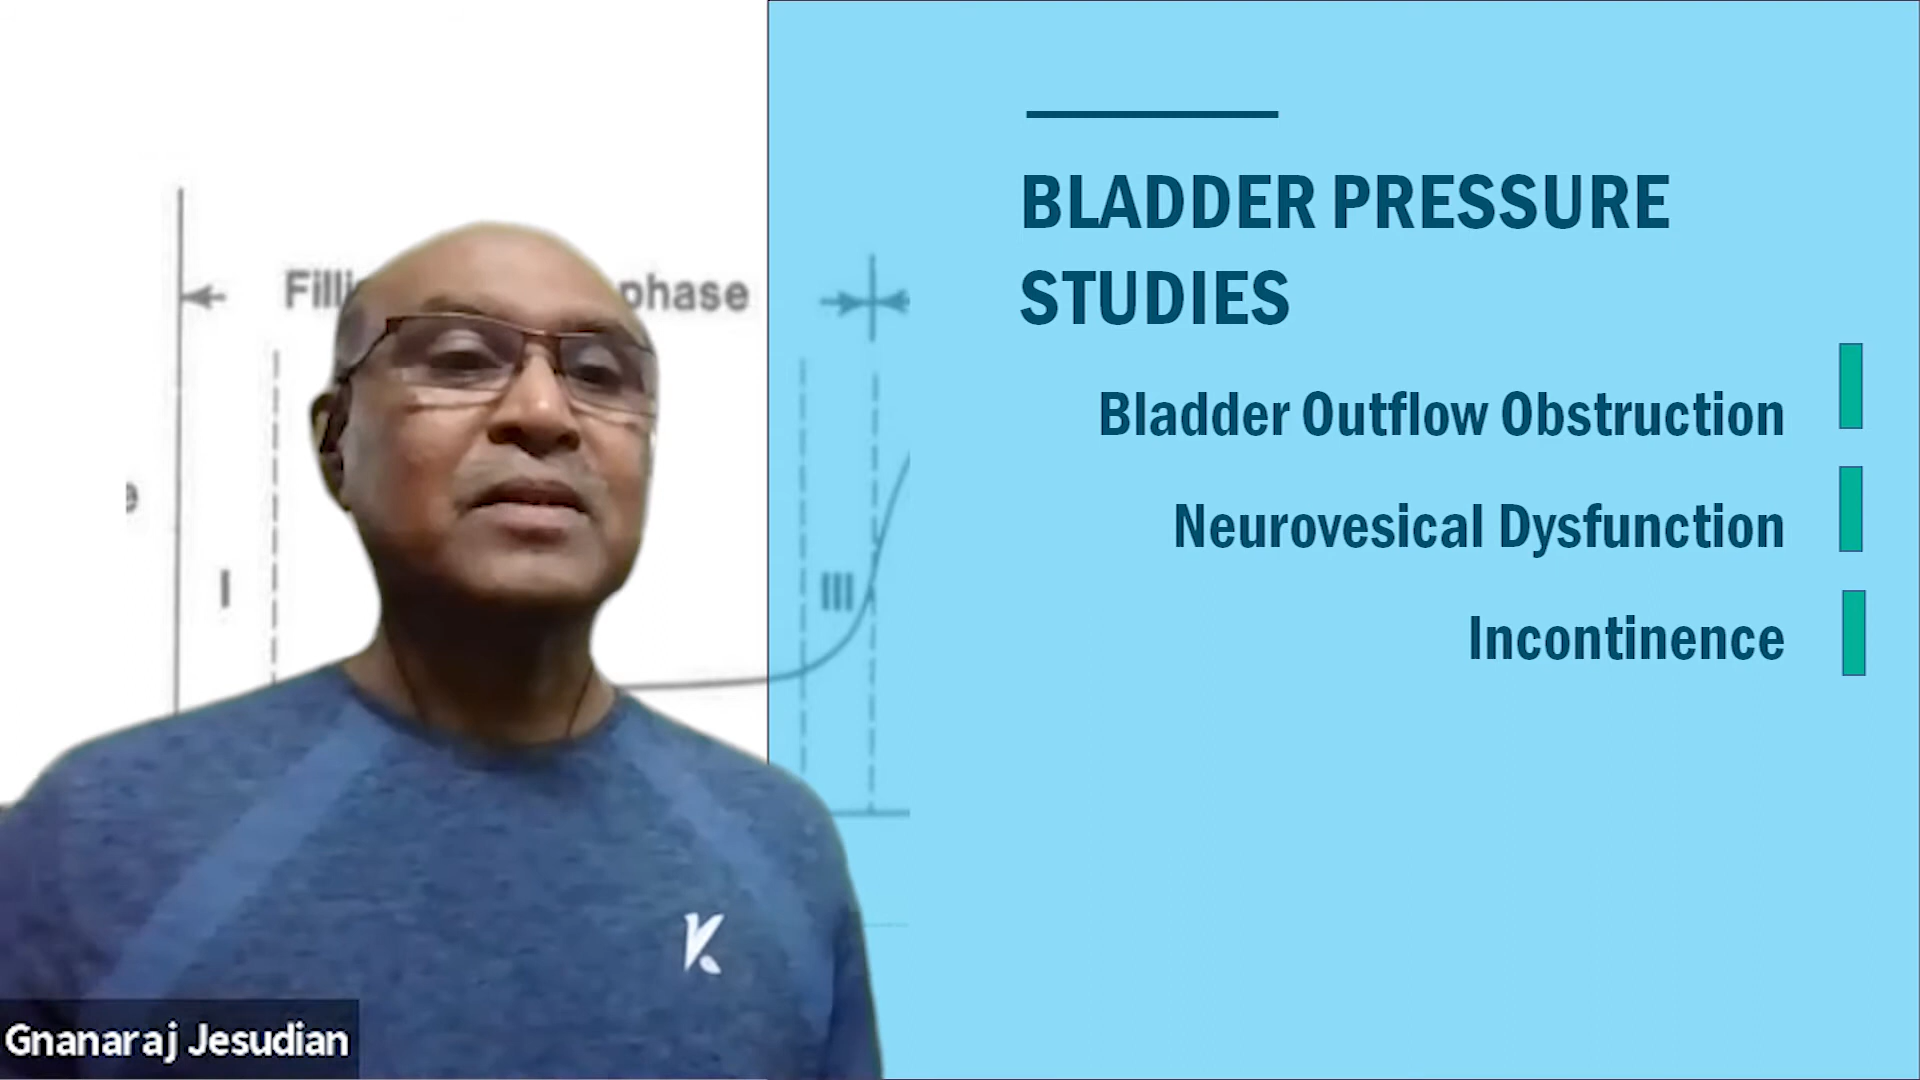 phase
e
I
III
BLADDER PRESSURE
STUDIES
Bladder Outflow Obstruction
Neurovesical Dysfunction
Incontinence
K
Gnanaraj Jesudian